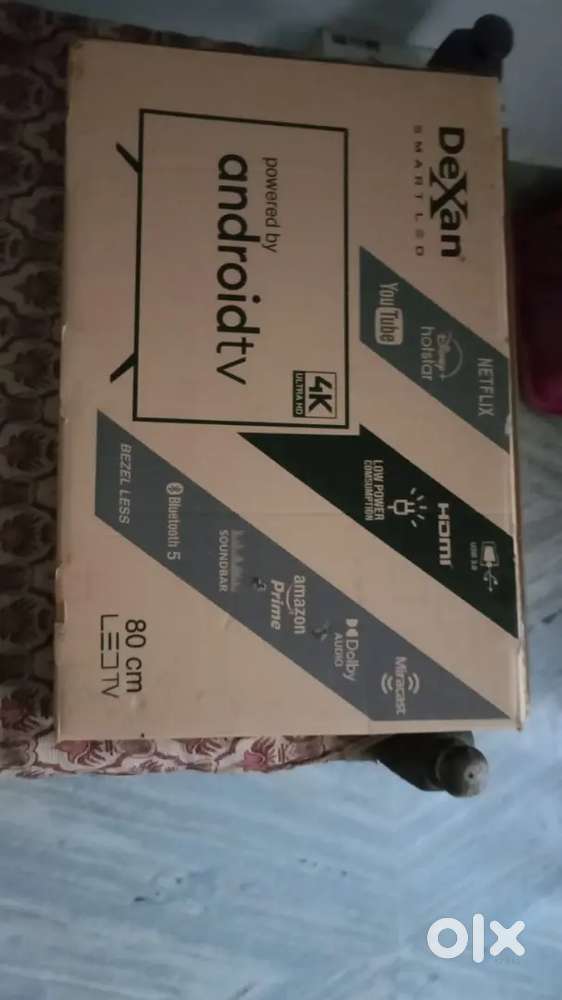 DeXan®
SMART LED
powered by
androidtv
4K
ULTRA HD
NETFLIX
Disney+
hotstar
YouTube
USB 3.0
HDMI
LOW POWER
COMSUMPTION
Miracast
Dolby
AUDIO
amazon
Prime
SOUNDBAR
Bluetooth 5
BEZEL LESS
80 cm
LED TV
olx